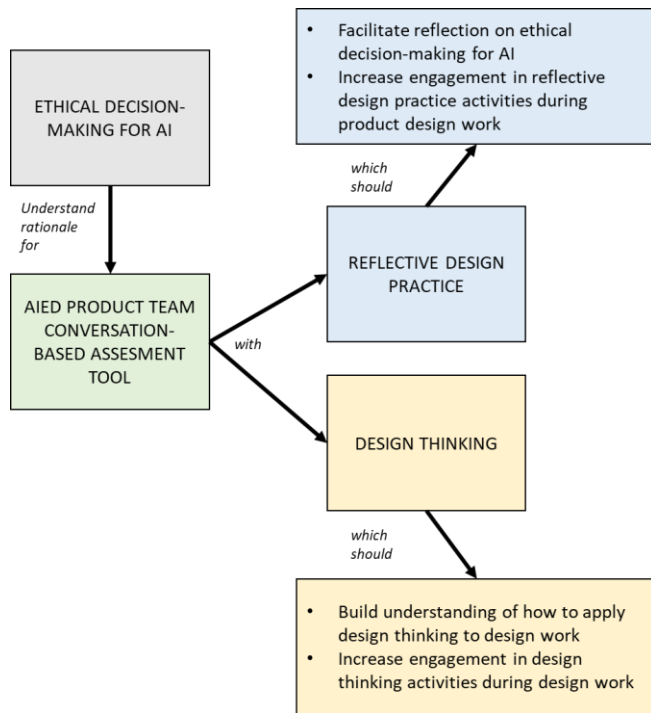 • Facilitate reflection on ethical
decision-making for AI
• Increase engagement in reflective
design practice activities during
product design work
ETHICAL DECISION-
MAKING FOR AI
which
should
Understand
rationale
for
REFLECTIVE DESIGN
PRACTICE
AIED PRODUCT TEAM
CONVERSATION-
BASED ASSESMENT
TOOL
with
DESIGN THINKING
which
should
• Build understanding of how to apply
design thinking to design work
• Increase engagement in design
thinking activities during design work